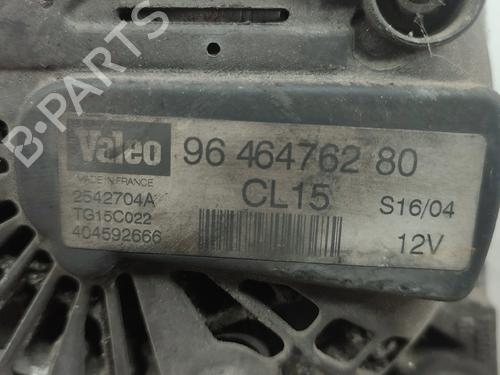 B-PARTS
Valeo
96 464762 80
MADE IN FRANCE
2542704A
CL15
S16/04
TG15C022
404592666
12V